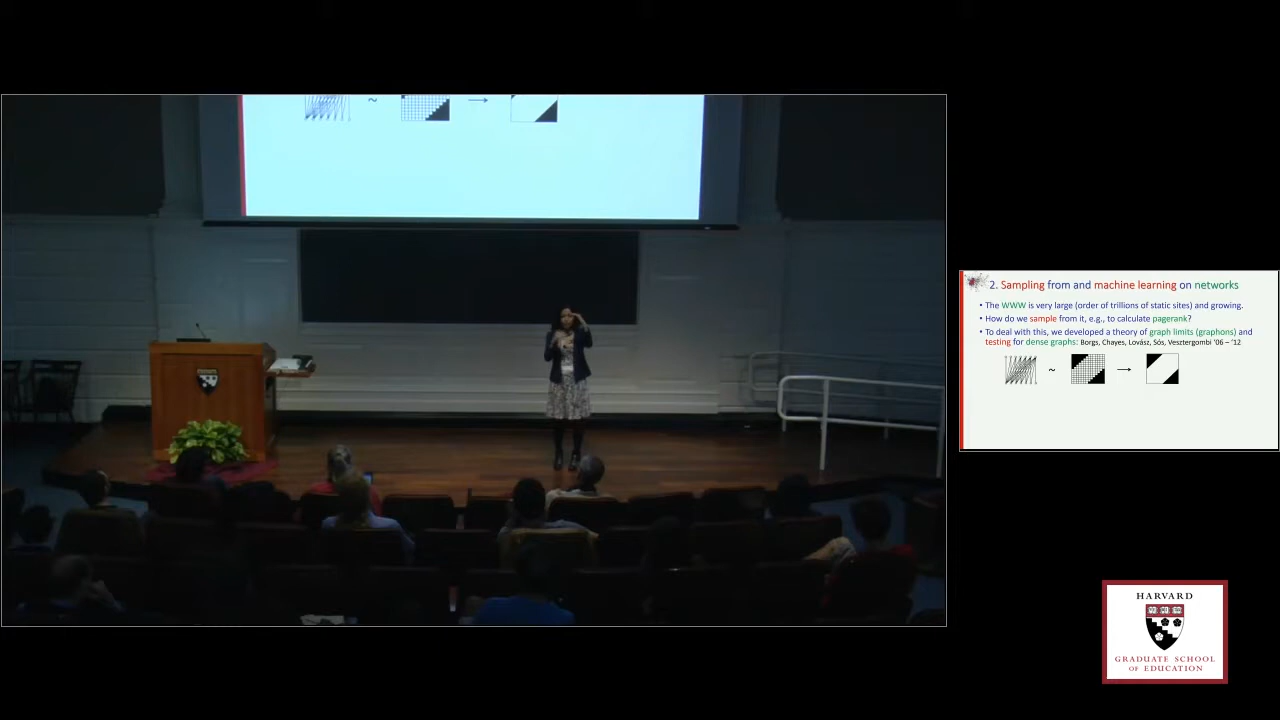 2. Sampling from and machine learning on networks
• The WWW is very large (order of trillions of static sites) and growing.
• How do we sample from it, e.g., to calculate pagerank?
• To deal with this, we developed a theory of graph limits (graphons) and
testing for dense graphs: Borgs, Chayes, Lovász, Sós, Vesztergombi '06 – '12
~
→
HARVARD
GRADUATE SCHOOL
OF EDUCATION